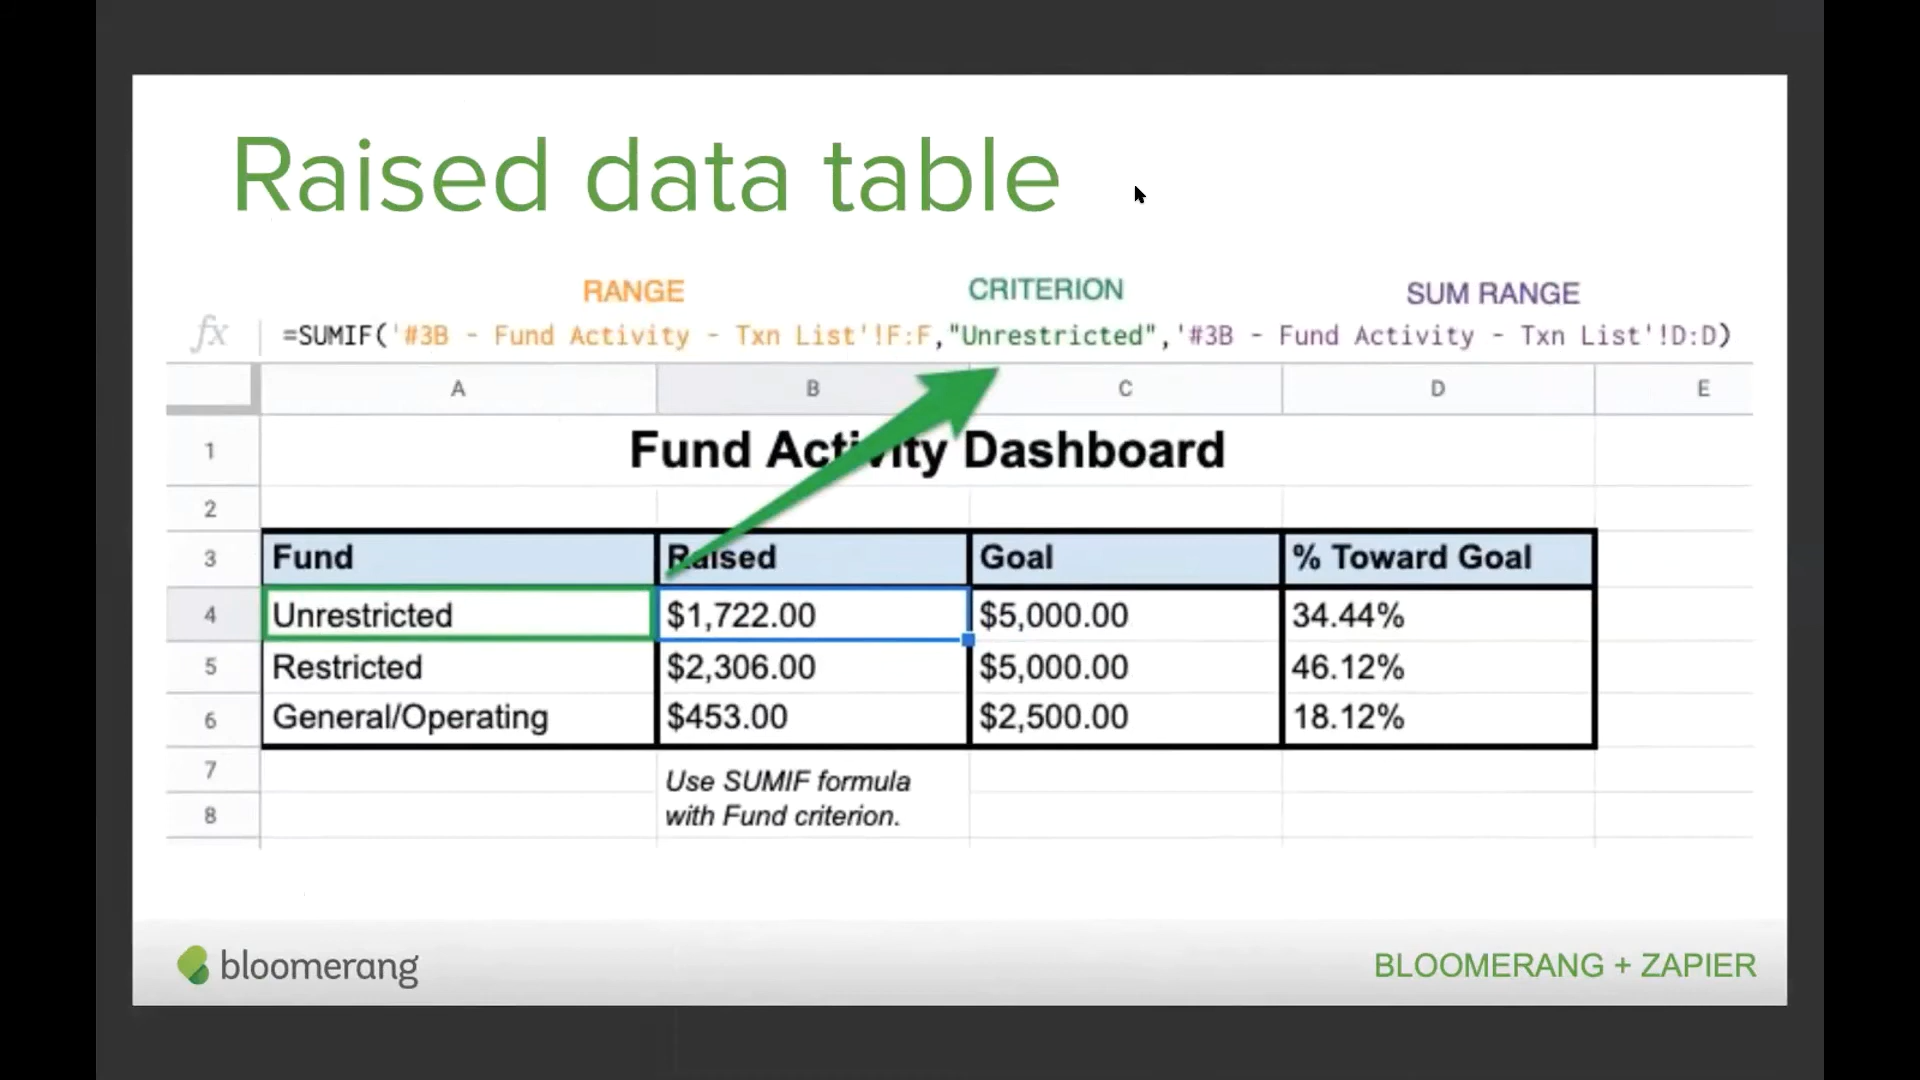 Raised data table
RANGE CRITERION SUM RANGE
fx =SUMIF('#3B - Fund Activity - Txn List'!F:F,"Unrestricted",'#3B - Fund Activity - Txn List'!D:D)
A B C D E
1 Fund Activity Dashboard
2
3 Fund Raised Goal % Toward Goal
4 Unrestricted $1,722.00 $5,000.00 34.44%
5 Restricted $2,306.00 $5,000.00 46.12%
6 General/Operating $453.00 $2,500.00 18.12%
7 Use SUMIF formula
8 with Fund criterion.
bloomerang BLOOMERANG + ZAPIER